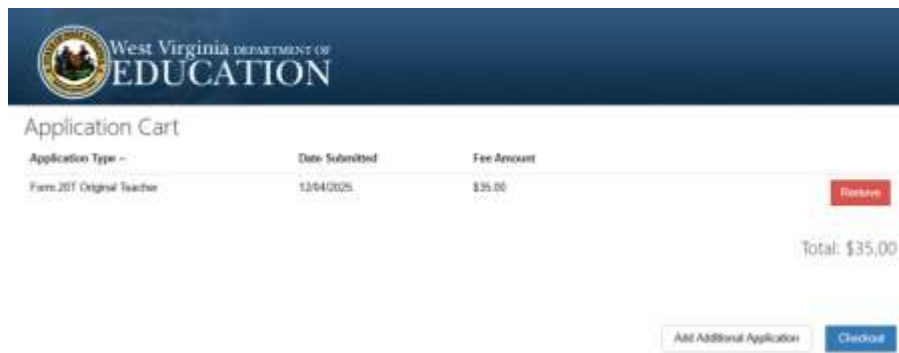 West Virginia DEPARTMENT OF
EDUCATION
Application Cart
Application Type Date Submitted Fee Amount
Form 20T Original Teacher 12/04/2025 $35.00 Remove
Total: $35.00
Add Additional Application Checkout